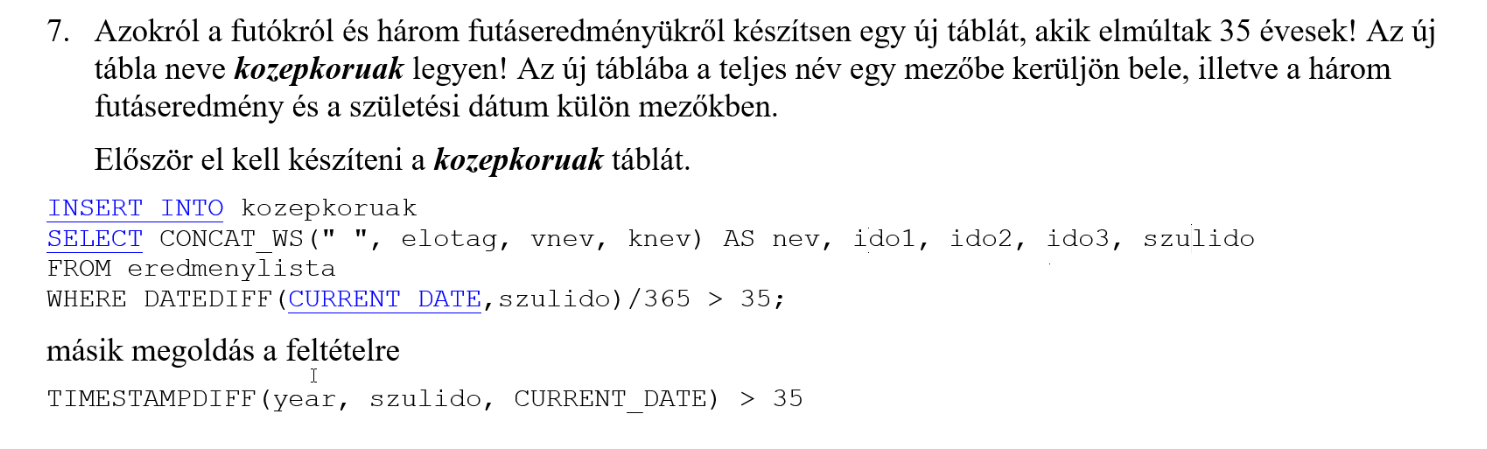 7. Azokról a futókról és három futáseredményükről készítsen egy új táblát, akik elmúltak 35 évesek! Az új
tábla neve kozepkoruak legyen! Az új táblába a teljes név egy mezőbe kerüljön bele, illetve a három
futáseredmény és a születési dátum külön mezőkben.
Először el kell készíteni a kozepkoruak táblát.
INSERT INTO kozepkoruak
SELECT CONCAT_WS(" ", elotag, vnev, knev) AS nev, ido1, ido2, ido3, szulido
FROM eredmenylista
WHERE DATEDIFF(CURRENT_DATE,szulido)/365 > 35;
másik megoldás a feltételre
TIMESTAMPDIFF(year, szulido, CURRENT_DATE) > 35